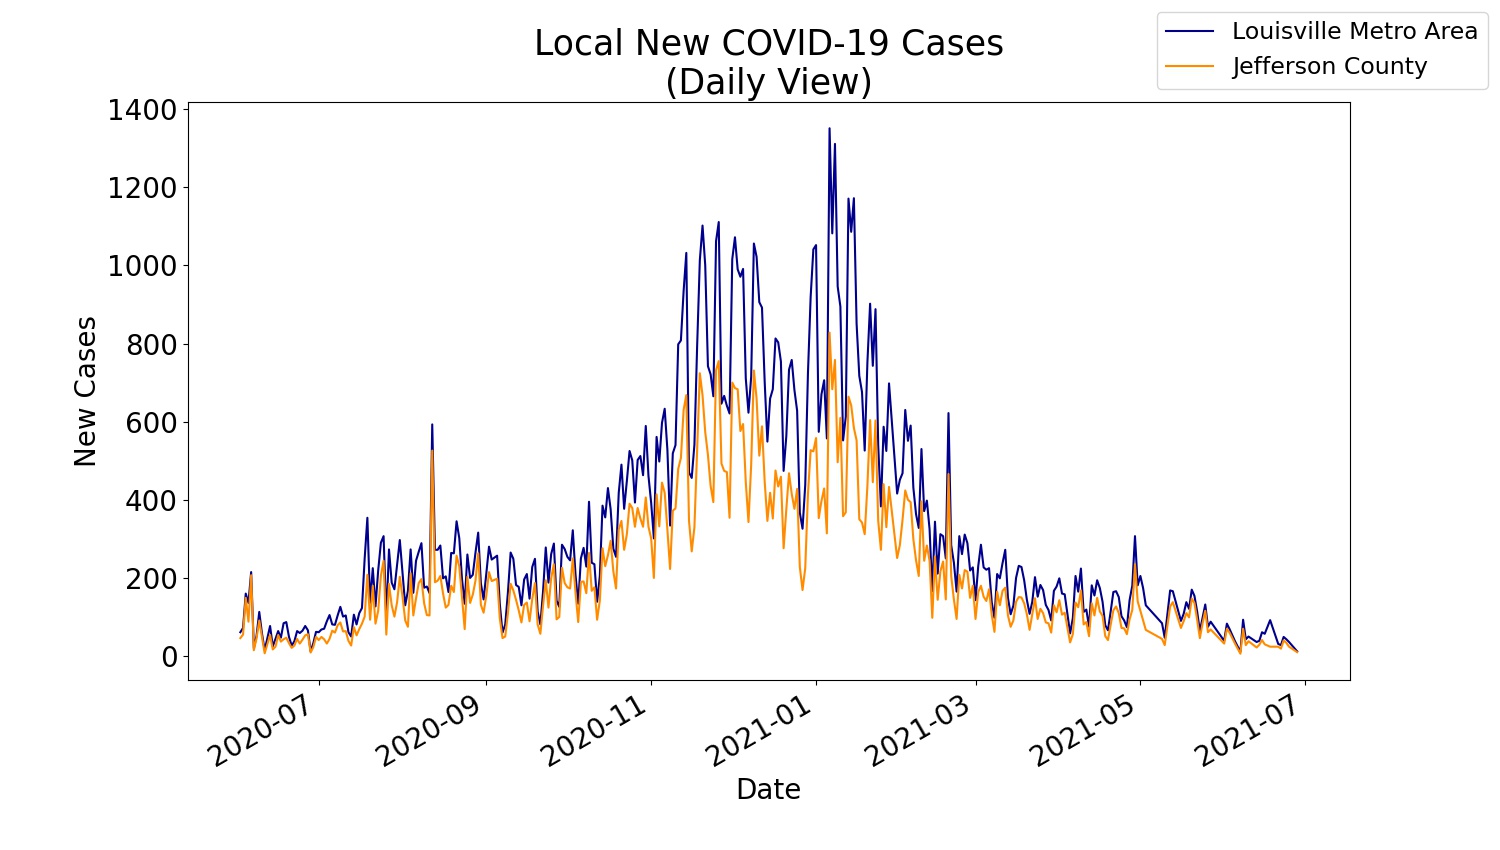 Local New COVID-19 Cases
(Daily View)
Louisville Metro Area
Jefferson County
New Cases
1400
1200
1000
800
600
400
200
0
2020-07
2020-09
2020-11
2021-01
2021-03
2021-05
2021-07
Date